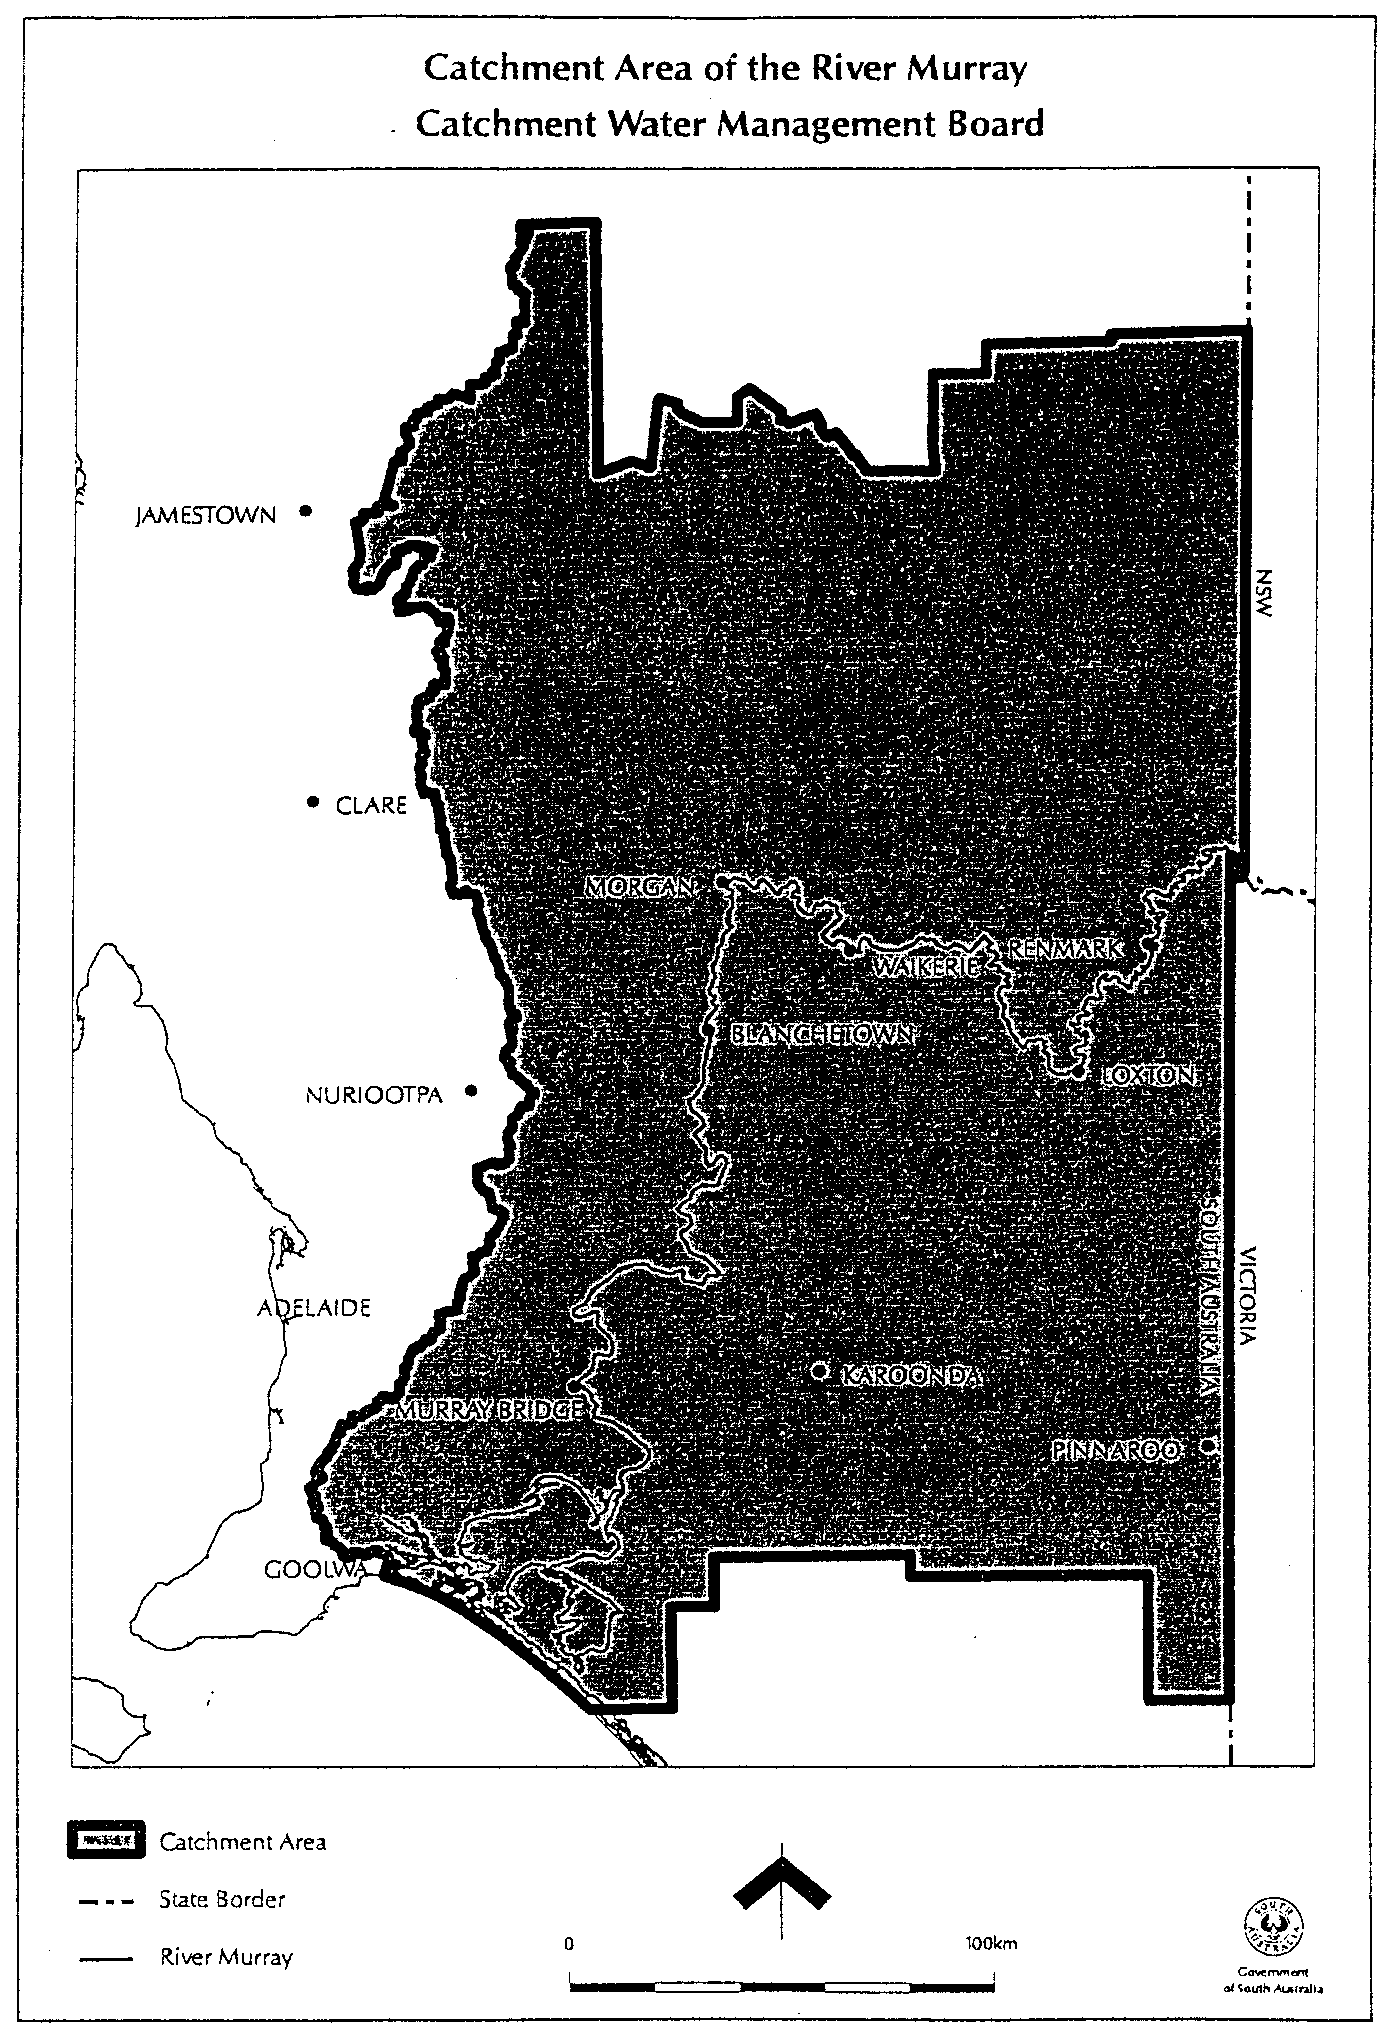 Catchment Area of the River Murray
Catchment Water Management Board
JAMESTOWN
NSW
CLARE
MORGAN
RENMARK
WAIKERIE
BLANCHETOWN
LOXTON
NURIOOTPA
SOUTH AUSTRALIA
VICTORIA
ADELAIDE
KAROONDA
MURRAY BRIDGE
PINNAROO
GOOLWA
Catchment Area
State Border
River Murray
0
100km
SOUTH
AUSTRALIA
Government
of South Australia